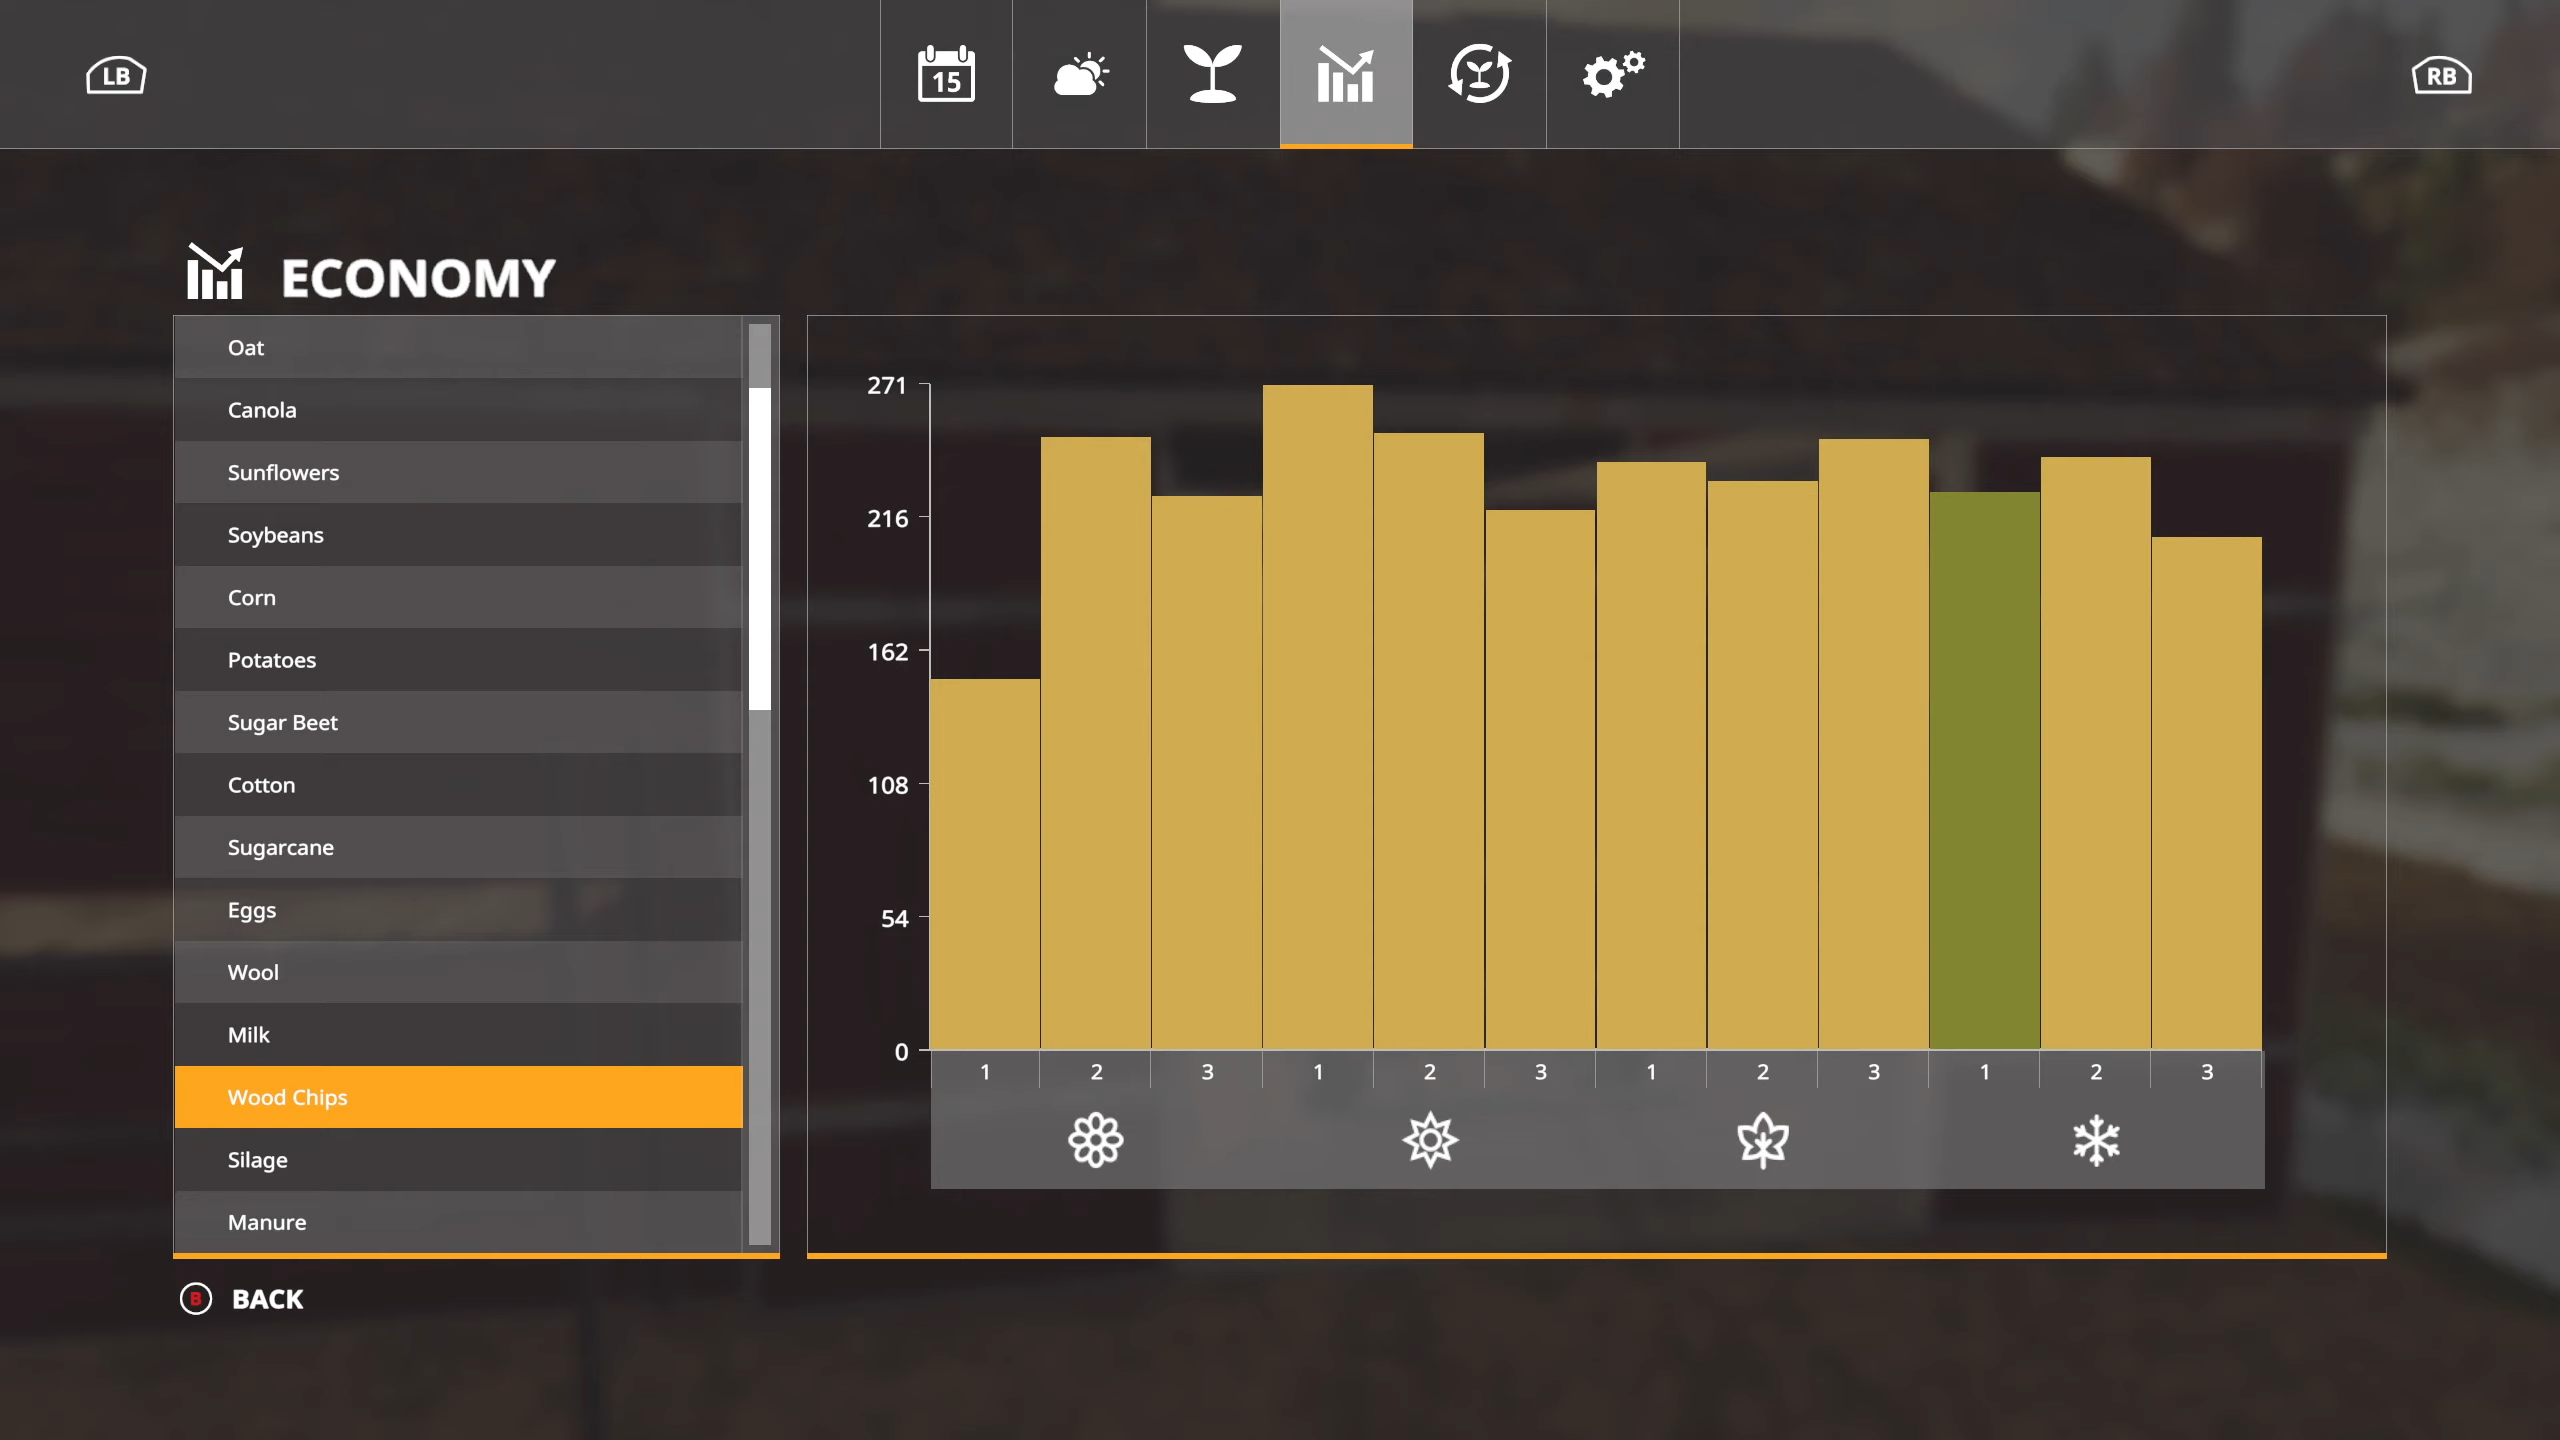 LB
15
RB
ECONOMY
Oat
Canola
Sunflowers
Soybeans
Corn
Potatoes
Sugar Beet
Cotton
Sugarcane
Eggs
Wool
Milk
Wood Chips
Silage
Manure
271
216
162
108
54
0
1 2 3 1 2 3 1 2 3 1 2 3
B BACK